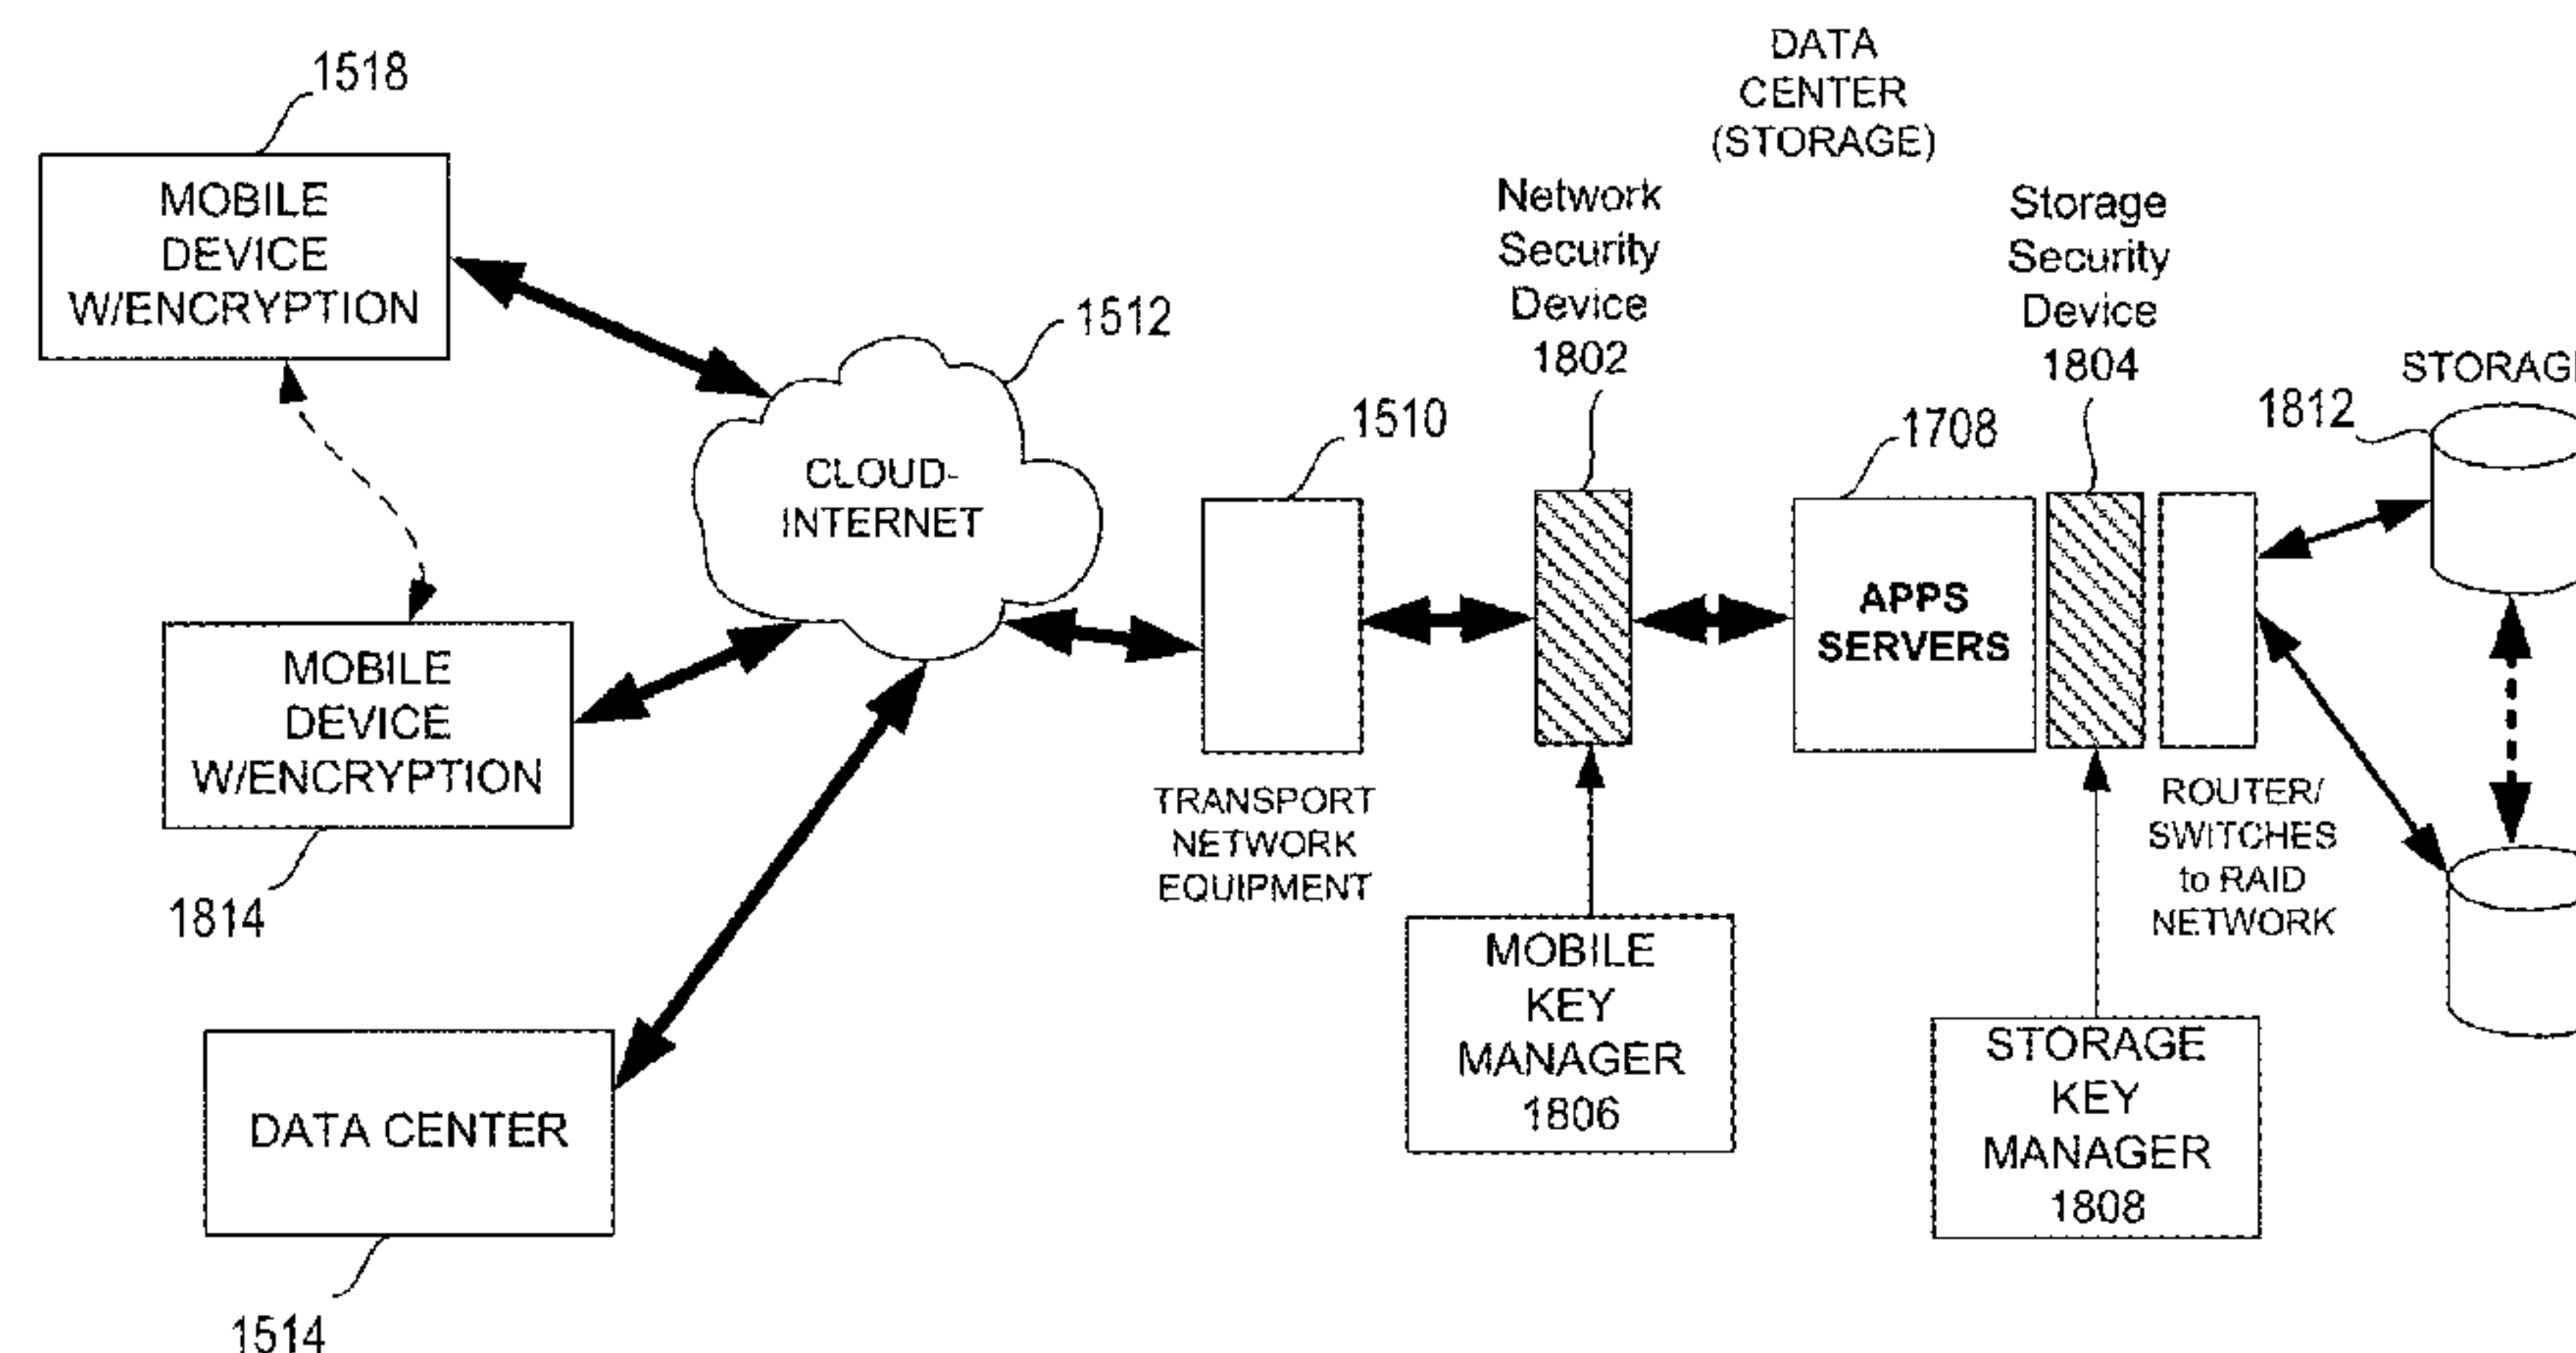 DATA
CENTER
(STORAGE)
1518
MOBILE
DEVICE
W/ENCRYPTION
1512
CLOUD-
INTERNET
Network
Security
Device
1802
Storage
Security
Device
1804
STORAGE
1812
1510
1708
APPS
SERVERS
MOBILE
DEVICE
W/ENCRYPTION
1814
TRANSPORT
NETWORK
EQUIPMENT
ROUTER/
SWITCHES
to RAID
NETWORK
MOBILE
KEY
MANAGER
1806
STORAGE
KEY
MANAGER
1808
DATA CENTER
1514